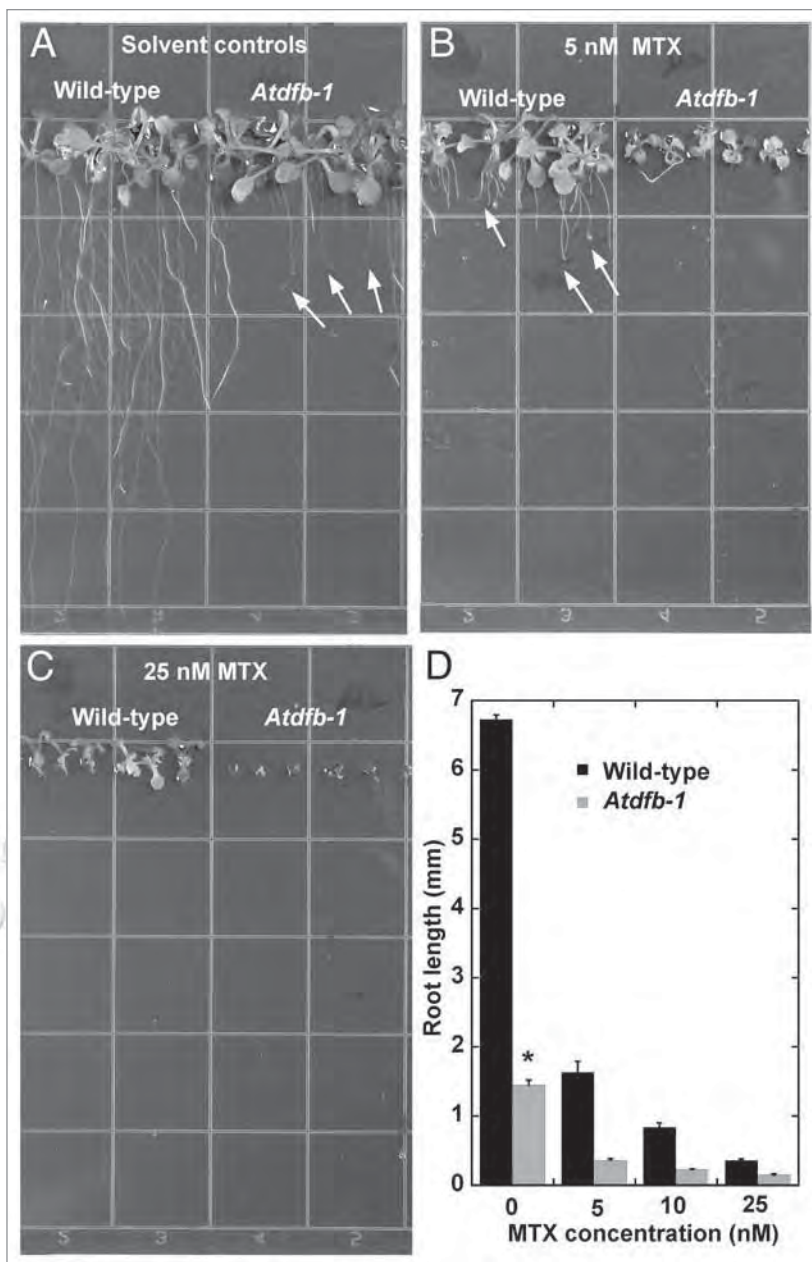 A
Solvent controls
Wild-type Atdfb-1
B
5 nM MTX
Wild-type Atdfb-1
C
25 nM MTX
Wild-type Atdfb-1
D
7
6
5
4
3
2
1
0
Root length (mm)
Wild-type
Atdfb-1
*
0 5 10 25
MTX concentration (nM)